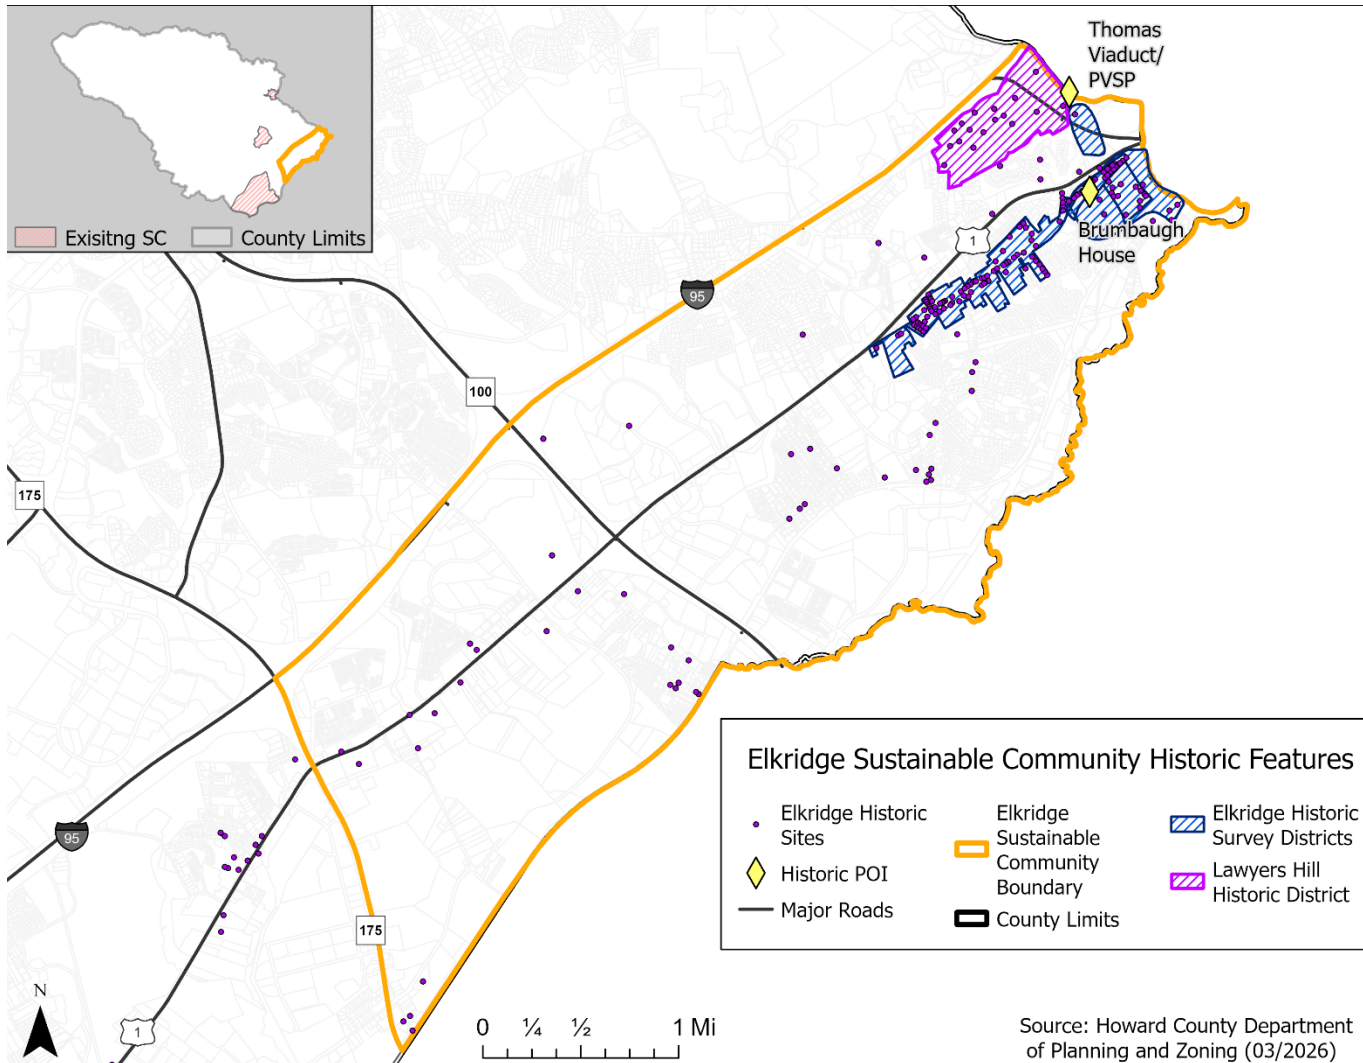 Exisitng SC
County Limits
Thomas
Viaduct/
PVSP
Brumbaugh
House
1
95
100
175
95
175
1
Elkridge Sustainable Community Historic Features
Elkridge Historic
Sites
Historic POI
Major Roads
Elkridge
Sustainable
Community
Boundary
County Limits
Elkridge Historic
Survey Districts
Lawyers Hill
Historic District
N
0 ¼ ½ 1 Mi
Source: Howard County Department
of Planning and Zoning (03/2026)